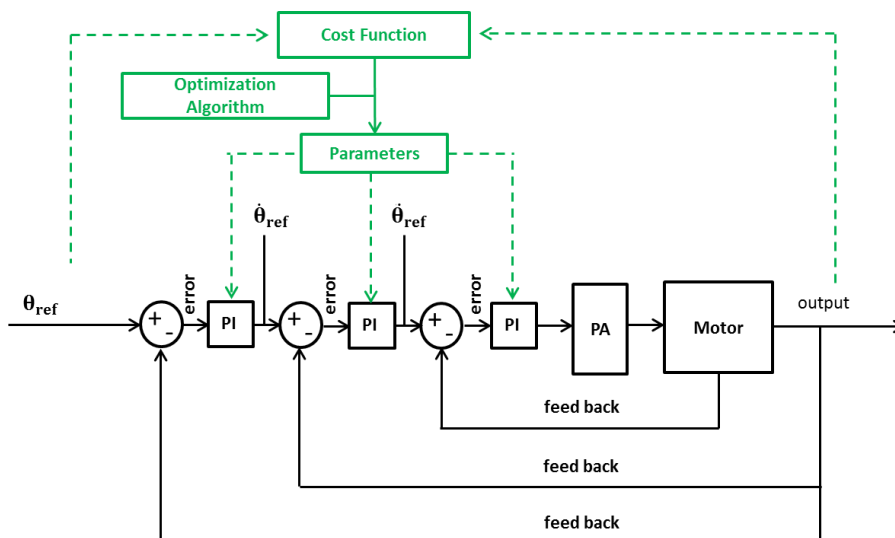 Cost Function
Optimization
Algorithm
Parameters
θ̇ref
θ̇ref
θref
error
error
error
+
-
PI
+
-
PI
+
-
PI
PA
Motor
output
feed back
feed back
feed back